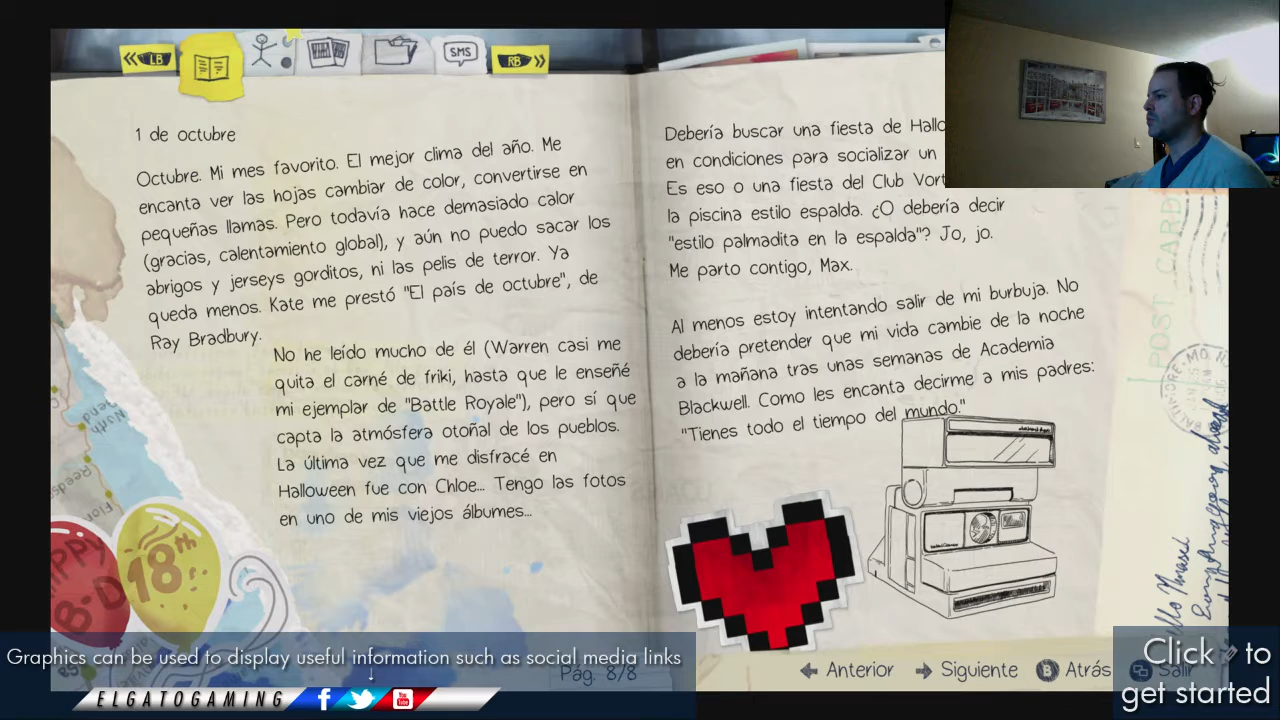 LB
SMS
RB
1 de octubre
Octubre. Mi mes favorito. El mejor clima del año. Me
encanta ver las hojas cambiar de color, convertirse en
pequeñas llamas. Pero todavía hace demasiado calor
(gracias, calentamiento global), y aún no puedo sacar los
abrigos y jerseys gorditos, ni las pelis de terror. Ya
queda menos. Kate me prestó "El país de octubre", de
Ray Bradbury.
No he leído mucho de él (Warren casi me
quita el carné de friki, hasta que le enseñé
mi ejemplar de "Battle Royale"), pero sí que
capta la atmósfera otoñal de los pueblos.
La última vez que me disfracé en
Halloween fue con Chloe... Tengo las fotos
en uno de mis viejos álbumes...
Debería buscar una fiesta de Hallo
en condiciones para socializar un
Es eso o una fiesta del Club Vort
la piscina estilo espalda. ¿O debería decir
"estilo palmadita en la espalda"? Jo, jo.
Me parto contigo, Max.
Al menos estoy intentando salir de mi burbuja. No
debería pretender que mi vida cambie de la noche
a la mañana tras unas semanas de Academia
Blackwell. Como les encanta decirme a mis padres:
"Tienes todo el tiempo del mundo."
POST CARD
HAPPY
B-D
18th
Pág. 8/8
Anterior
Siguiente
B Atrás
Salir
Graphics can be used to display useful information such as social media links
ELGATOGAMING
You Tube
Click to
get started